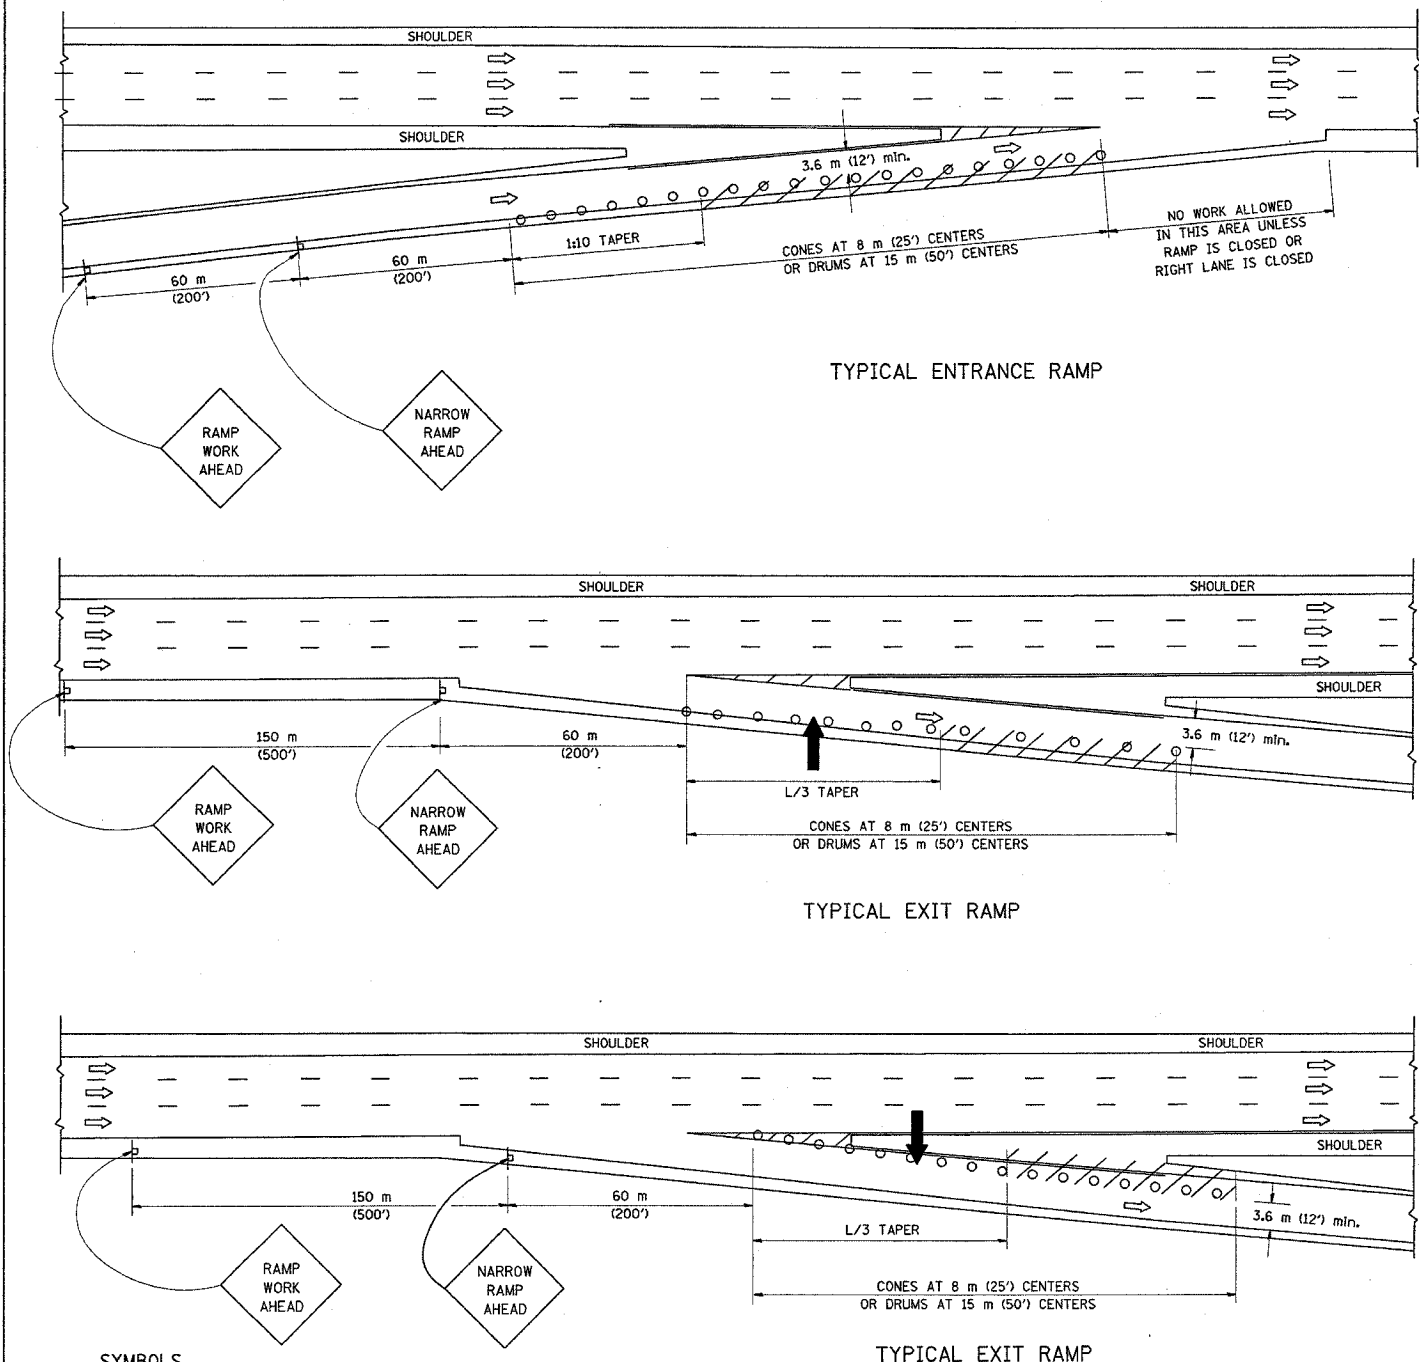 SHOULDER
SHOULDER
3.6 m (12') min.
1:10 TAPER
60 m
(200')
60 m
(200')
CONES AT 8 m (25') CENTERS
OR DRUMS AT 15 m (50') CENTERS
NO WORK ALLOWED
IN THIS AREA UNLESS
RAMP IS CLOSED OR
RIGHT LANE IS CLOSED
TYPICAL ENTRANCE RAMP
RAMP
WORK
AHEAD
NARROW
RAMP
AHEAD
SHOULDER
SHOULDER
SHOULDER
150 m
(500')
60 m
(200')
3.6 m (12') min.
L/3 TAPER
RAMP
WORK
AHEAD
NARROW
RAMP
AHEAD
CONES AT 8 m (25') CENTERS
OR DRUMS AT 15 m (50') CENTERS
TYPICAL EXIT RAMP
SHOULDER
SHOULDER
SHOULDER
150 m
(500')
60 m
(200')
3.6 m (12') min.
L/3 TAPER
RAMP
WORK
AHEAD
NARROW
RAMP
AHEAD
CONES AT 8 m (25') CENTERS
OR DRUMS AT 15 m (50') CENTERS
TYPICAL EXIT RAMP
SYMBOLS